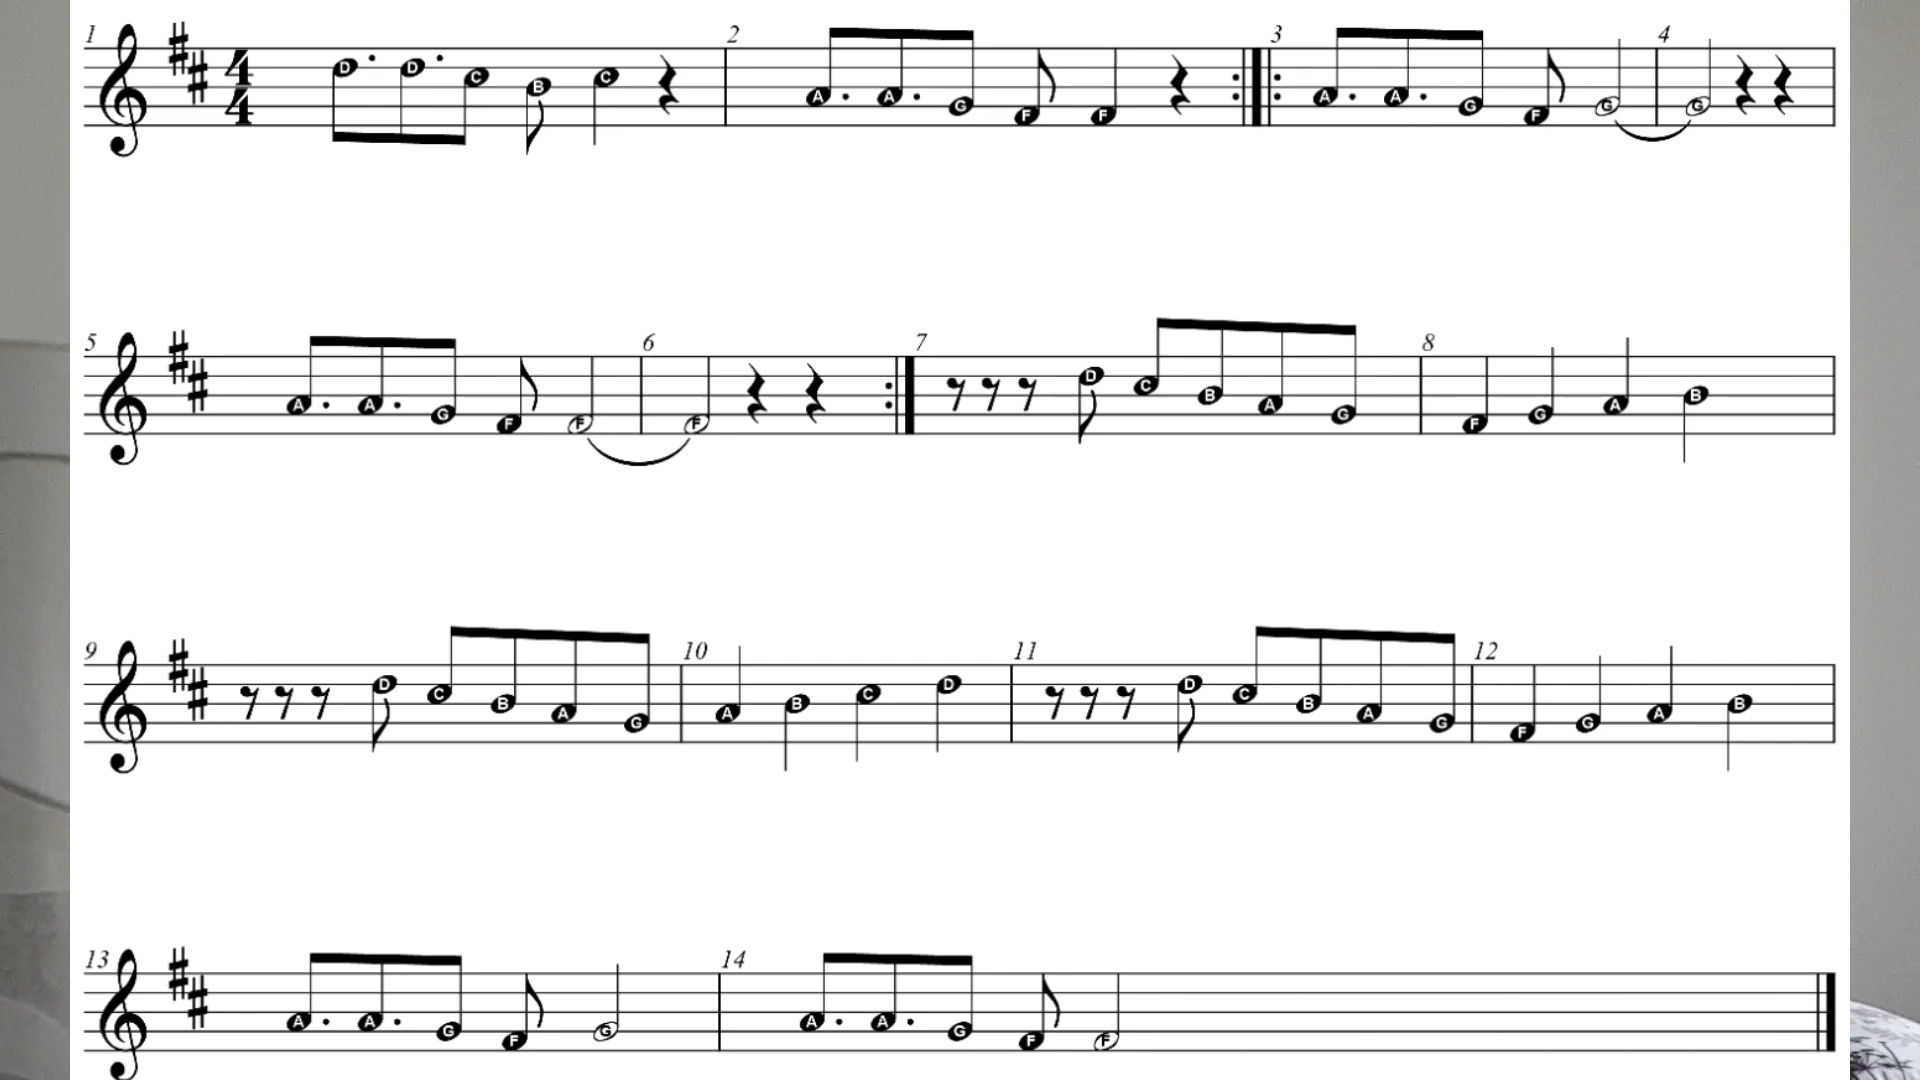 1 2 3 4
4
4
D D C B C A A G F F A A G F G G
5 6 7 8
A A G F F F D C B A G F G A B
9 10 11 12
D C B A G A B C D D C B A G F G A B
13 14
A A G F G A A G F F